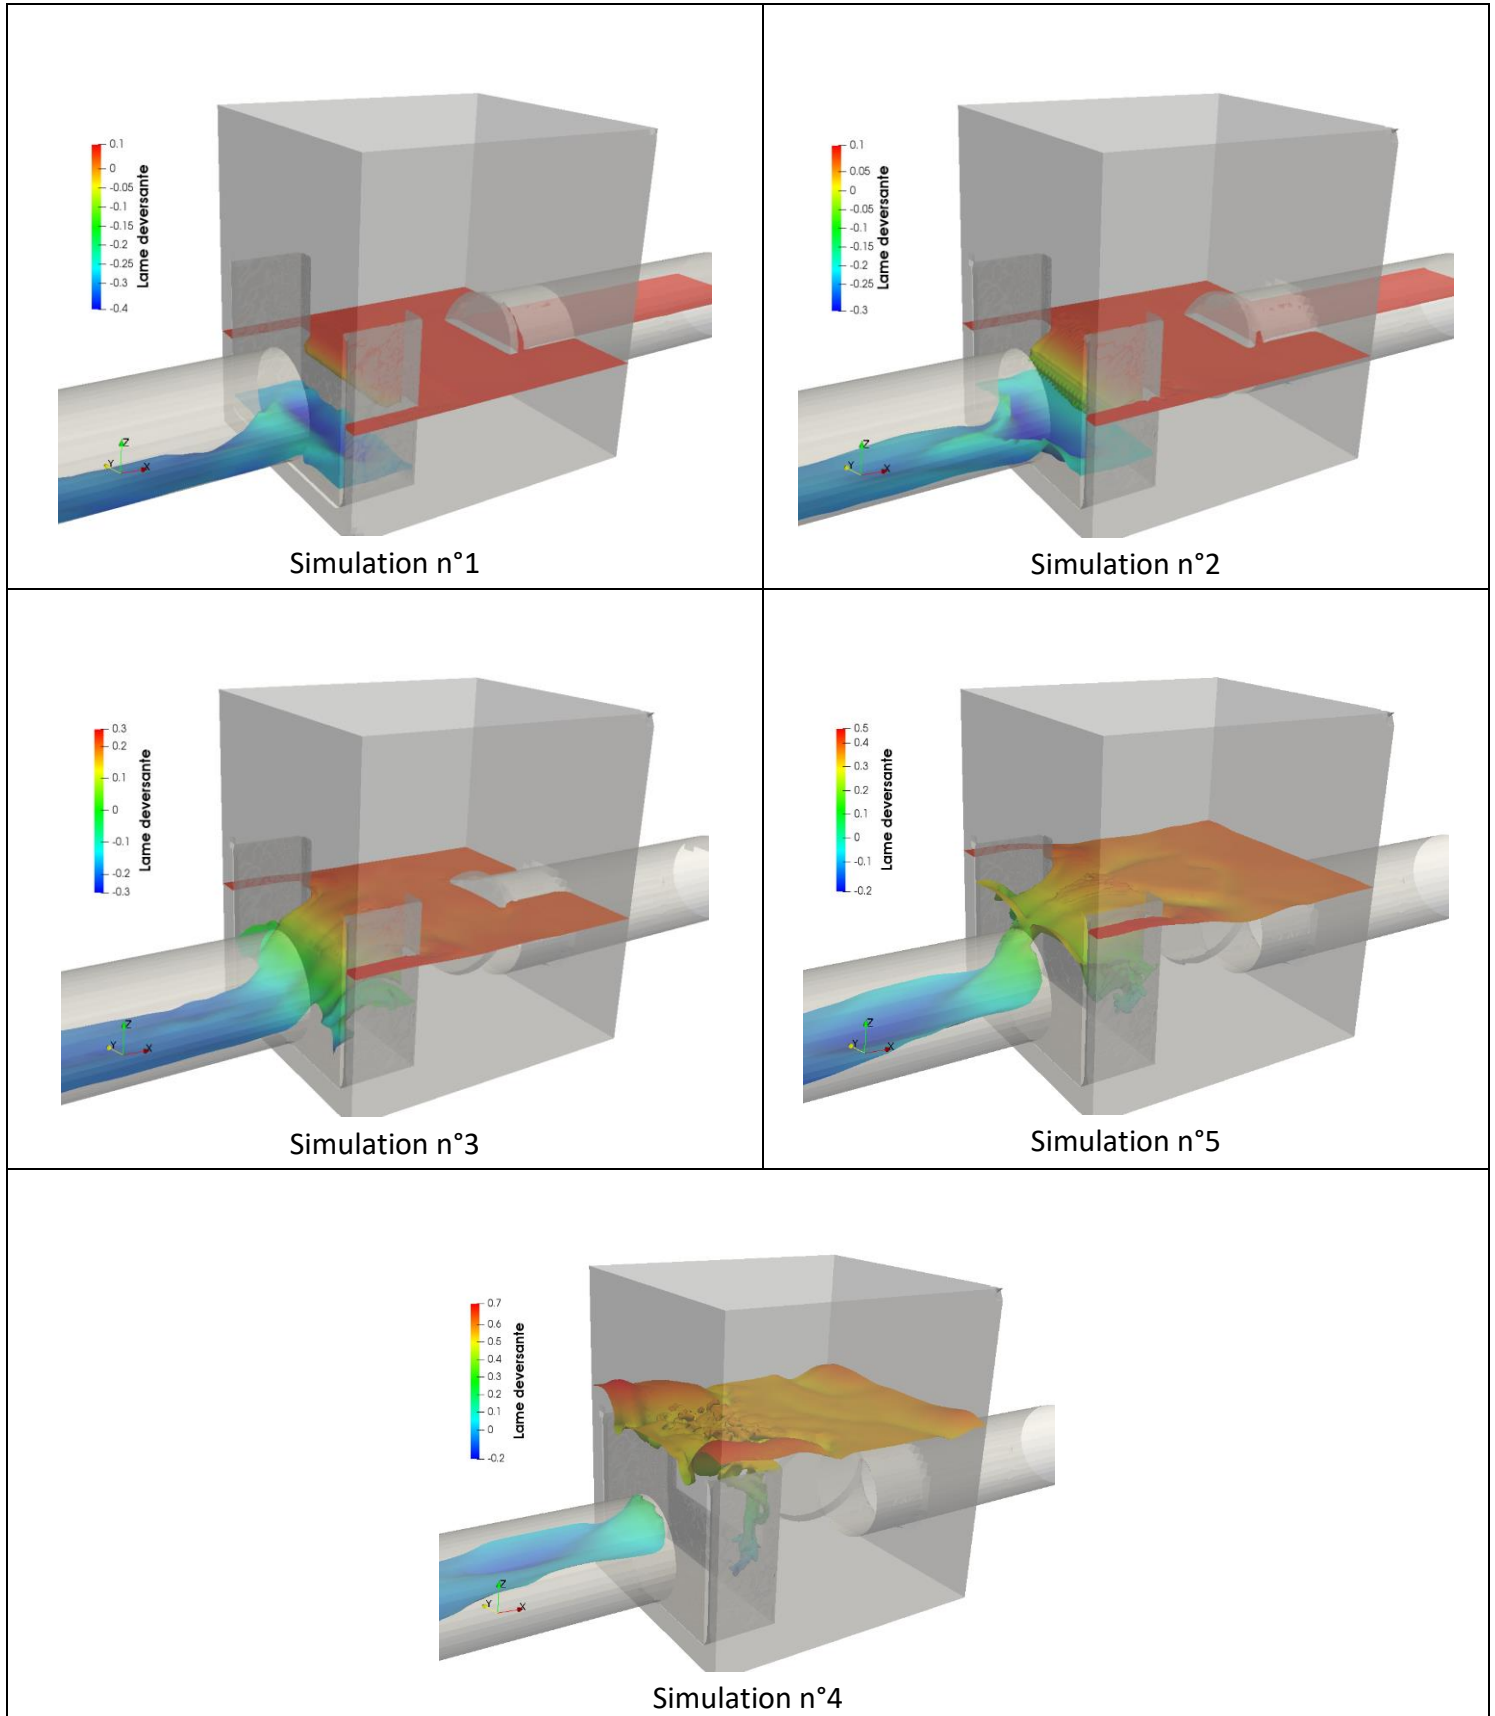 0.1
0
-0.05
-0.1
-0.15
-0.2
-0.25
-0.3
-0.4
Lame deversante
Z
Y
X
Simulation n°1
0.1
0.05
0
-0.05
-0.1
-0.15
-0.2
-0.3
Lame deversante
Z
Y
X
Simulation n°2
0.3
0.2
0.1
0
-0.1
-0.2
-0.3
Lame deversante
Z
Y
X
Simulation n°3
0.5
0.4
0.3
0.2
0.1
0
-0.1
-0.2
Lame deversante
Z
Y
X
Simulation n°5
0.7
0.6
0.5
0.4
0.3
0.2
0.1
0
-0.2
Lame deversante
Z
Y
X
Simulation n°4